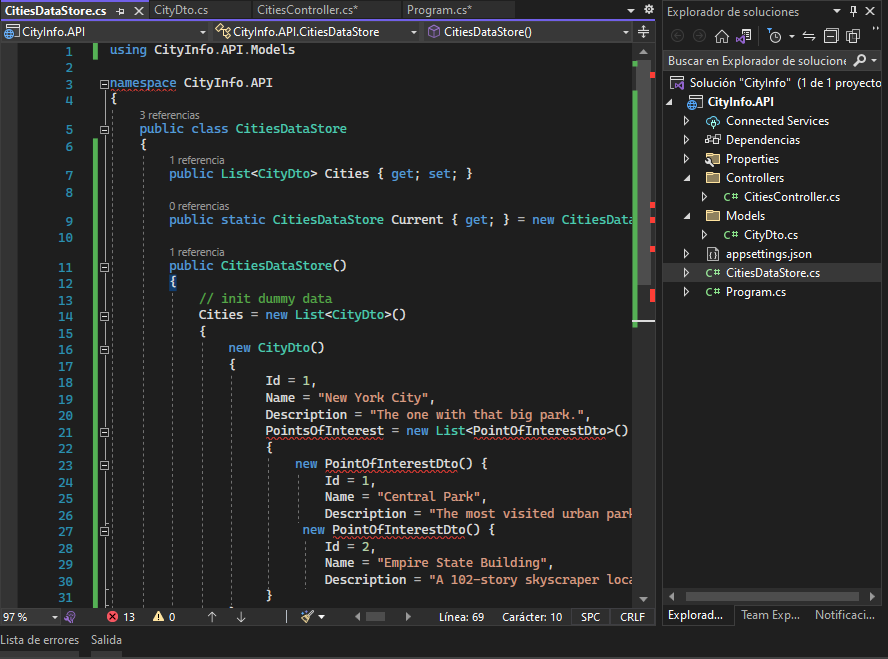 CitiesDataStore.cs
CityDto.cs
CitiesController.cs*
Program.cs*
CityInfo.API
CityInfo.API.CitiesDataStore
CitiesDataStore()
1 using CityInfo.API.Models
2
3 namespace CityInfo.API
4 {
3 referencias
5 public class CitiesDataStore
6 {
1 referencia
7 public List<CityDto> Cities { get; set; }
8
0 referencias
9 public static CitiesDataStore Current { get; } = new CitiesData
10
1 referencia
11 public CitiesDataStore()
12 {
13 // init dummy data
14 Cities = new List<CityDto>()
15 {
16 new CityDto()
17 {
18 Id = 1,
19 Name = "New York City",
20 Description = "The one with that big park.",
21 PointsOfInterest = new List<PointOfInterestDto>()
22 {
23 new PointOfInterestDto() {
24 Id = 1,
25 Name = "Central Park",
26 Description = "The most visited urban park
27 new PointOfInterestDto() {
28 Id = 2,
29 Name = "Empire State Building",
30 Description = "A 102-story skyscraper loca
31 }
97 %
13
0
Línea: 69
Carácter: 10
SPC
CRLF
Lista de errores
Salida
Explorador de soluciones
Buscar en Explorador de solucione
Solución "CityInfo" (1 de 1 proyecto
CityInfo.API
Connected Services
Dependencias
Properties
Controllers
C# CitiesController.cs
Models
C# CityDto.cs
appsettings.json
C# CitiesDataStore.cs
C# Program.cs
Explorad...
Team Exp...
Notificaci...